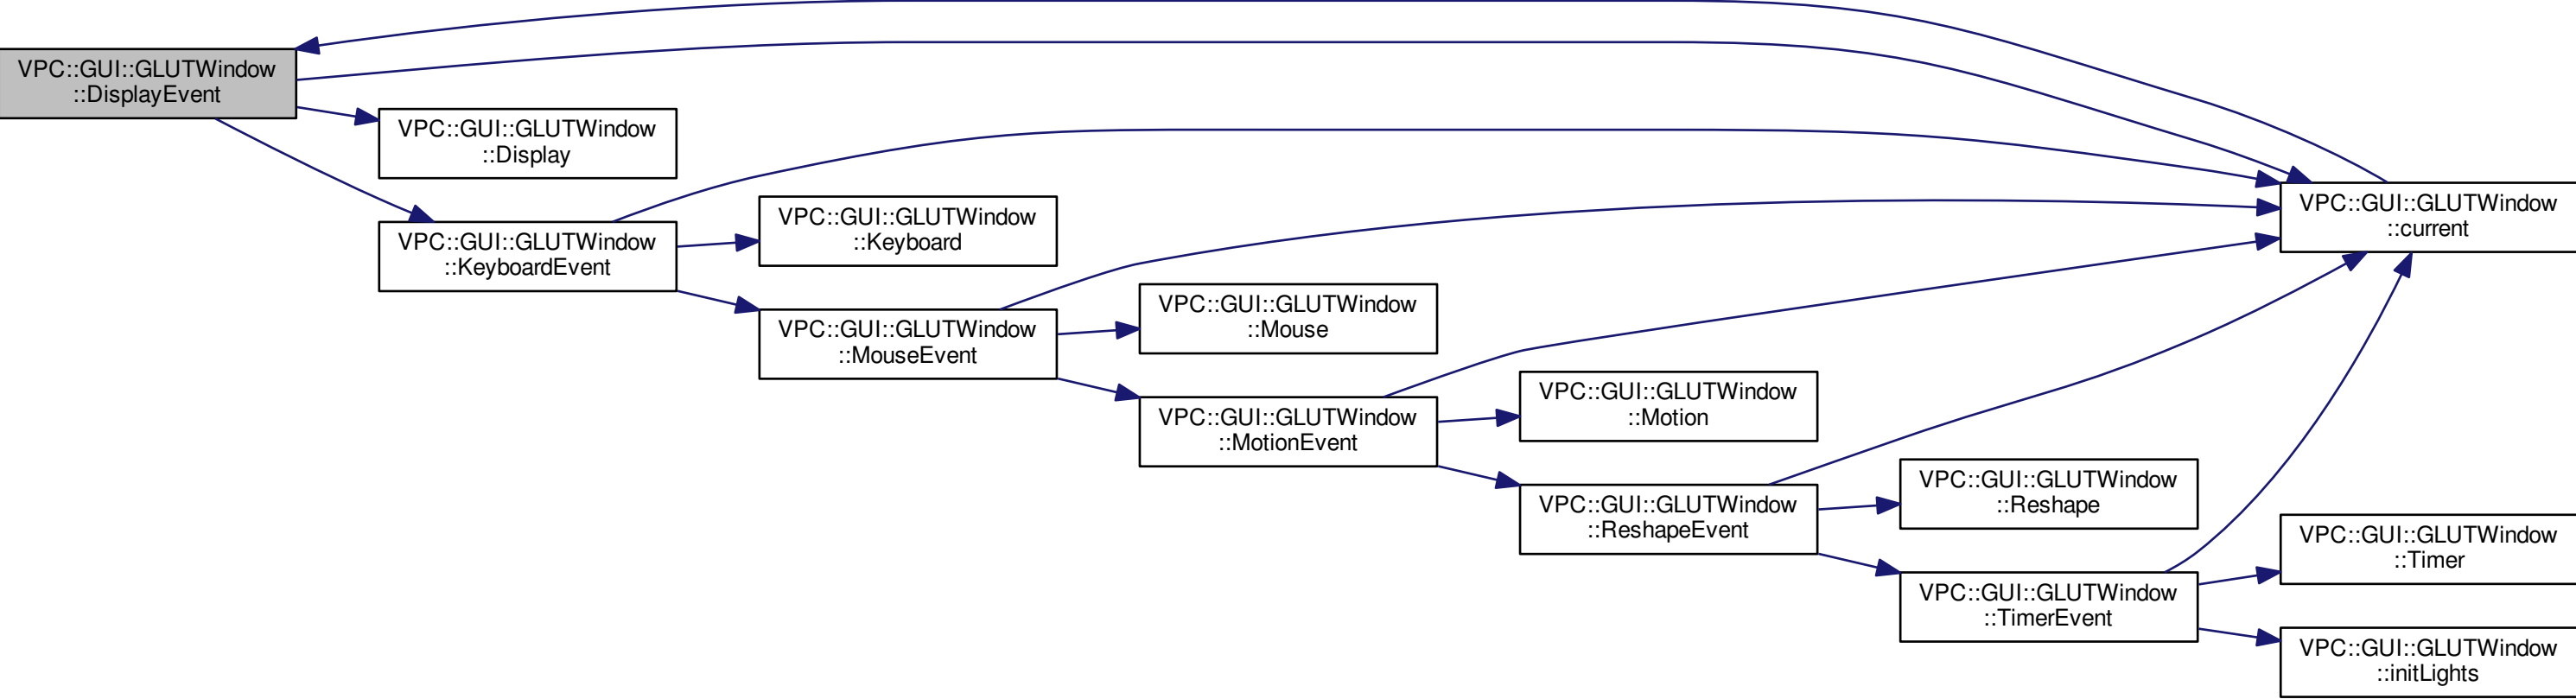 VPC::GUI::GLUTWindow
::DisplayEvent
VPC::GUI::GLUTWindow
::Display
VPC::GUI::GLUTWindow
::KeyboardEvent
VPC::GUI::GLUTWindow
::Keyboard
VPC::GUI::GLUTWindow
::current
VPC::GUI::GLUTWindow
::MouseEvent
VPC::GUI::GLUTWindow
::Mouse
VPC::GUI::GLUTWindow
::MotionEvent
VPC::GUI::GLUTWindow
::Motion
VPC::GUI::GLUTWindow
::ReshapeEvent
VPC::GUI::GLUTWindow
::Reshape
VPC::GUI::GLUTWindow
::TimerEvent
VPC::GUI::GLUTWindow
::Timer
VPC::GUI::GLUTWindow
::initLights